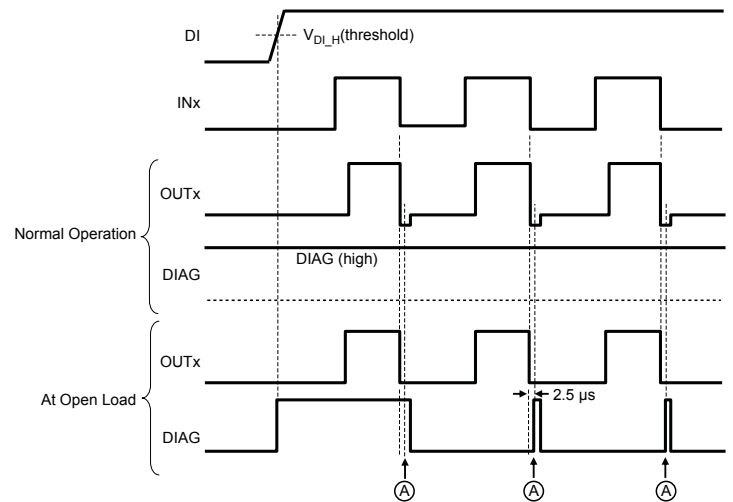 DI
V_DI_H(threshold)
INx
Normal Operation
OUTx
DIAG (high)
DIAG
At Open Load
OUTx
2.5 µs
DIAG
A
A
A